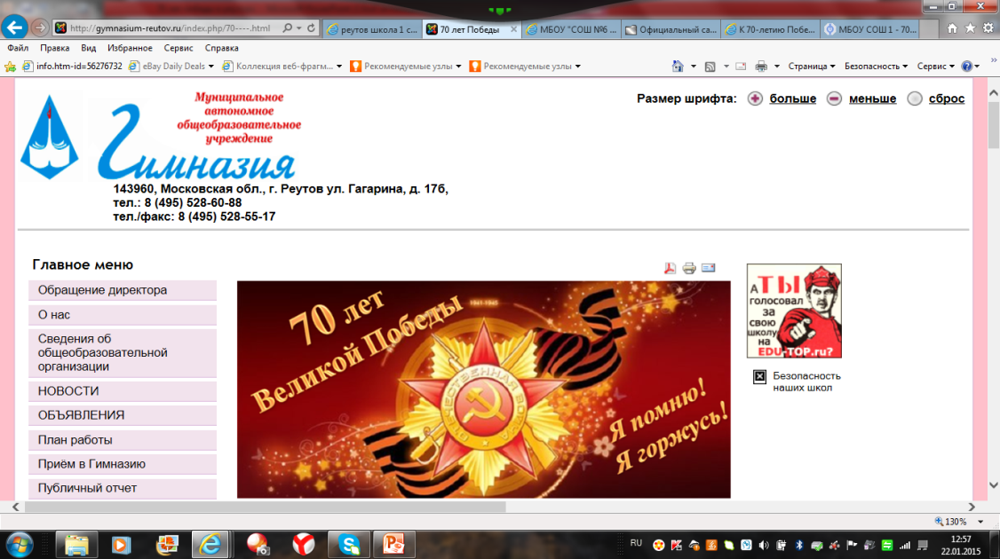 http://gymnasium-reutov.ru/index.php/70----.html
реутов школа 1 с...
70 лет Победы
МБОУ "СОШ №6 ...
Официальный са...
К 70-летию Побе...
МБОУ СОШ 1 - 70...
Файл Правка Вид Избранное Сервис Справка
info.htm-id=56276732 eBay Daily Deals Коллекция веб-фрагм... Рекомендуемые узлы Рекомендуемые узлы
Страница Безопасность Сервис
Муниципальное
автономное
общеобразовательное
учреждение
Гимназия
143960, Московская обл., г. Реутов ул. Гагарина, д. 17б,
тел.: 8 (495) 528-60-88
тел./факс: 8 (495) 528-55-17
Размер шрифта: больше меньше сброс
Главное меню
Обращение директора
О нас
Сведения об
общеобразовательной
организации
НОВОСТИ
ОБЪЯВЛЕНИЯ
План работы
Приём в Гимназию
Публичный отчет
70 лет
Великой Победы
1941-1945
ОТЕЧЕСТВЕННАЯ ВОЙНА
Я помню!
Я горжусь!
А ТЫ
голосовал
за
свою
школу
на
EDU-TOP.ru?
Безопасность
наших школ
130%
RU
12:57
22.01.2015